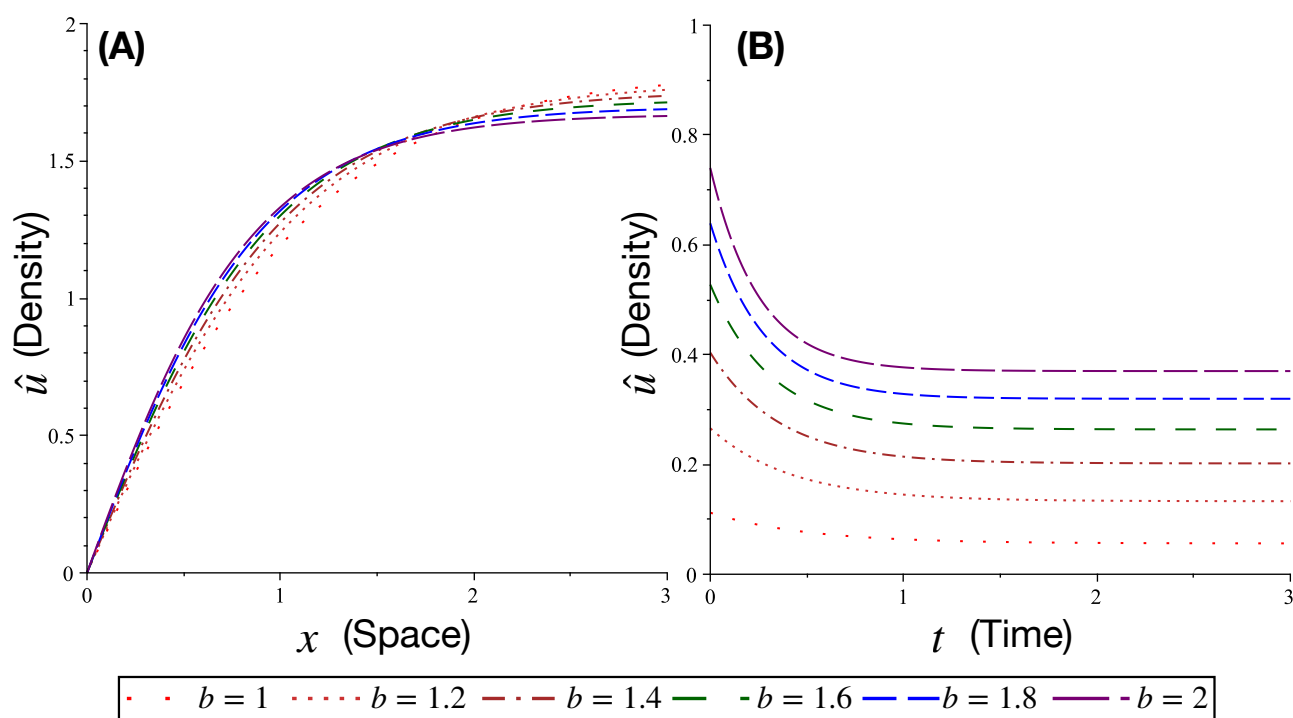 (A)
2
1.5
1
0.5
0
0 1 2 3
û (Density)
x (Space)
(B)
1
0.8
0.6
0.4
0.2
0
0 1 2 3
û (Density)
t (Time)
b = 1 b = 1.2 b = 1.4 b = 1.6 b = 1.8 b = 2